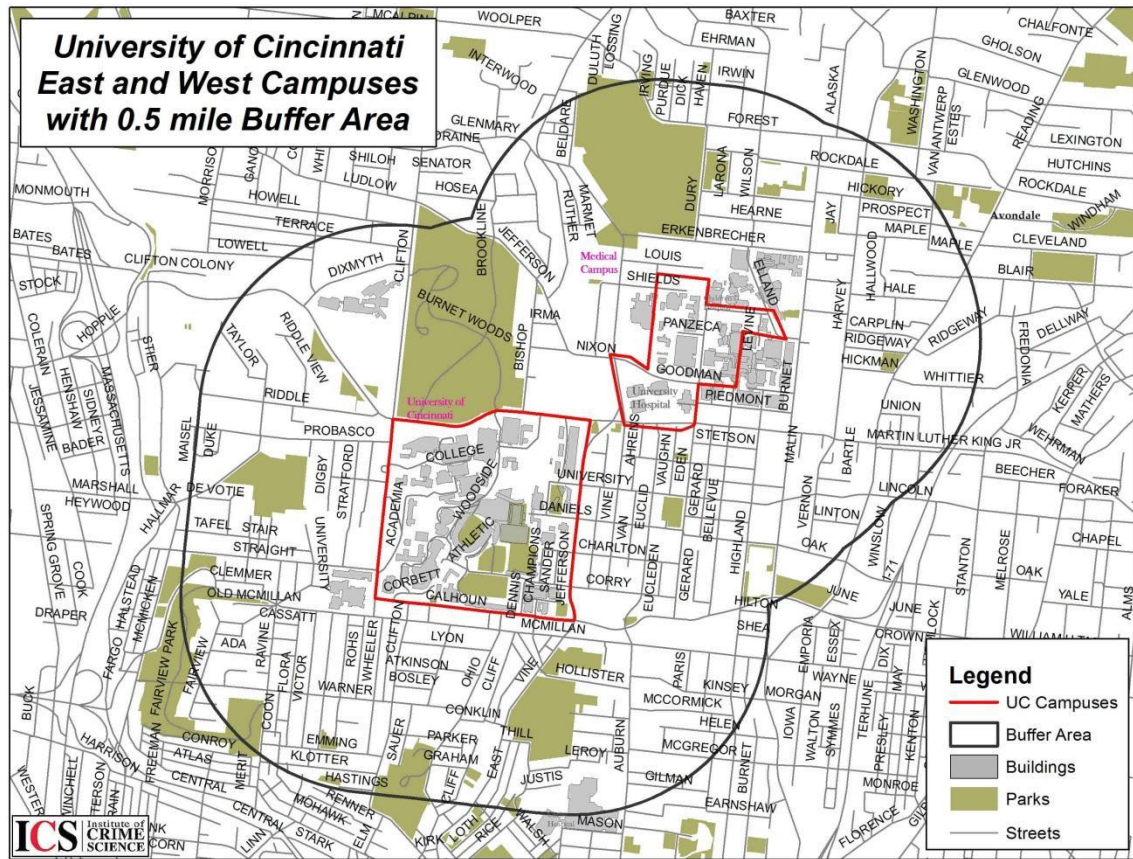 University of Cincinnati
East and West Campuses
with 0.5 mile Buffer Area
WOOLPER
DULUTH
LOSSING
BAXTER
EHRMAN
CHALFONTE
GHOLSON
GLENWOOD
INTERWOOD
IRVING
PURDUE
DICK
HAVEN
IRWIN
ALASKA
WASHINGTON
VAN ANTWERP
ESTES
READING
LEXINGTON
HUTCHINS
ROCKDALE
GLENMARY
BELDARE
FOREST
ROCKDALE
SHILOH
SENATOR
LUDLOW
HOSEA
MONMOUTH
HOWELL
TERRACE
LOWELL
BATES
BATES
CLIFTON COLONY
STOCK
DIXMYTH
CLIFTON
BROOKLINE
JEFFERSON
RUTHER
MARMET
DURY
LARONA
WILSON
HEARNE
ERKENBRECHER
HICKORY
PROSPECT
JAY
MAPLE
MAPLE
HALLWOOD
Avondale
WINDHAM
CLEVELAND
BLAIR
Medical
Campus
LOUIS
SHIELDS
ELLAND
HALE
HARVEY
BURNET WOODS
IRMA
BISHOP
PANZECA
LEVINE
CARPLIN
RIDGEWAY
RIDGEWAY
HICKMAN
DELLWAY
FREDONIA
WHITTIER
KERPER
MATHERS
HOPPLE
COLERAIN
STIER
TAYLOR
RIDDLE VIEW
NIXON
GOODMAN
University
Hospital
PIEDMONT
BURNET
JESSAMINE
HENSHAW
SIDNEY
BADER
MASSACHUSETTS
RIDDLE
University of
Cincinnati
UNION
MARTIN LUTHER KING JR
WEHRMAN
MAISEL
DUKE
PROBASCO
COLLEGE
STETSON
MALIN
BARTLE
BEECHER
FORAKER
MARSHALL
HEYWOOD
HALLMAR
DE VOTIE
DIGBY
STRATFORD
ACADEMIA
WOODSIDE
UNIVERSITY
AHRENS
VAUGHN
EDEN
GERARD
BELLEVUE
LINCOLN
SPRING GROVE
COOK
TAFEL
STAIR
STRAIGHT
UNIVERSITY
ATHLETIC
DANIELS
VINE
VAN
EUCLID
CHARLTON
HIGHLAND
VERNON
LINTON
OAK
WINSLOW
I-71
CHAPEL
STANTON
MELROSE
OAK
CLEMMER
OLD MCMILLAN
CORBETT
CALHOUN
DENNIS
CHAMPIONS
SANDER
JEFFERSON
CORRY
EUCLEDEN
GERARD
HILTON
JUNE
JUNE
YALE
ALMS
DRAPER
HALSTEAD
MCMICKEN
FARGO
CASSATT
MCMILLAN
SHEA
CROWN
ADA
RAVINE
FLORA
VICTOR
ROHS
WHEELER
CLIFTON
LYON
ATKINSON
BOSLEY
OHIO
CLIFF
VINE
HOLLISTER
PARIS
KINSEY
EMPORIA
ESSEX
WAYNE
DIX
MAY
BUCK
FAIRVIEW PARK
FAIRVIEW
COON
WARNER
CONKLIN
THILL
MCCORMICK
HELEN
MORGAN
IOWA
WALTON
SYMMES
TERHUNE
PRESLEY
KENTON
HARRISON
FREEMAN
CONROY
ATLAS
CENTRAL
MERIT
EMMING
KLOTTER
HASTINGS
SAUER
PARKER
GRAHAM
CLIFF
EAST
LEROY
JUSTIS
AUBURN
MCGREGOR
GILMAN
BURNET
MONROE
EARNSHAW
FLORENCE
WINCHELL
CENTRAL
LINN
MOHAWK
RENNER
STARK
ELM
KIRK
LOTH
RICE
WALSH
MASON
Legend
UC Campuses
Buffer Area
Buildings
Parks
Streets
ICS
Institute of
CRIME
SCIENCE